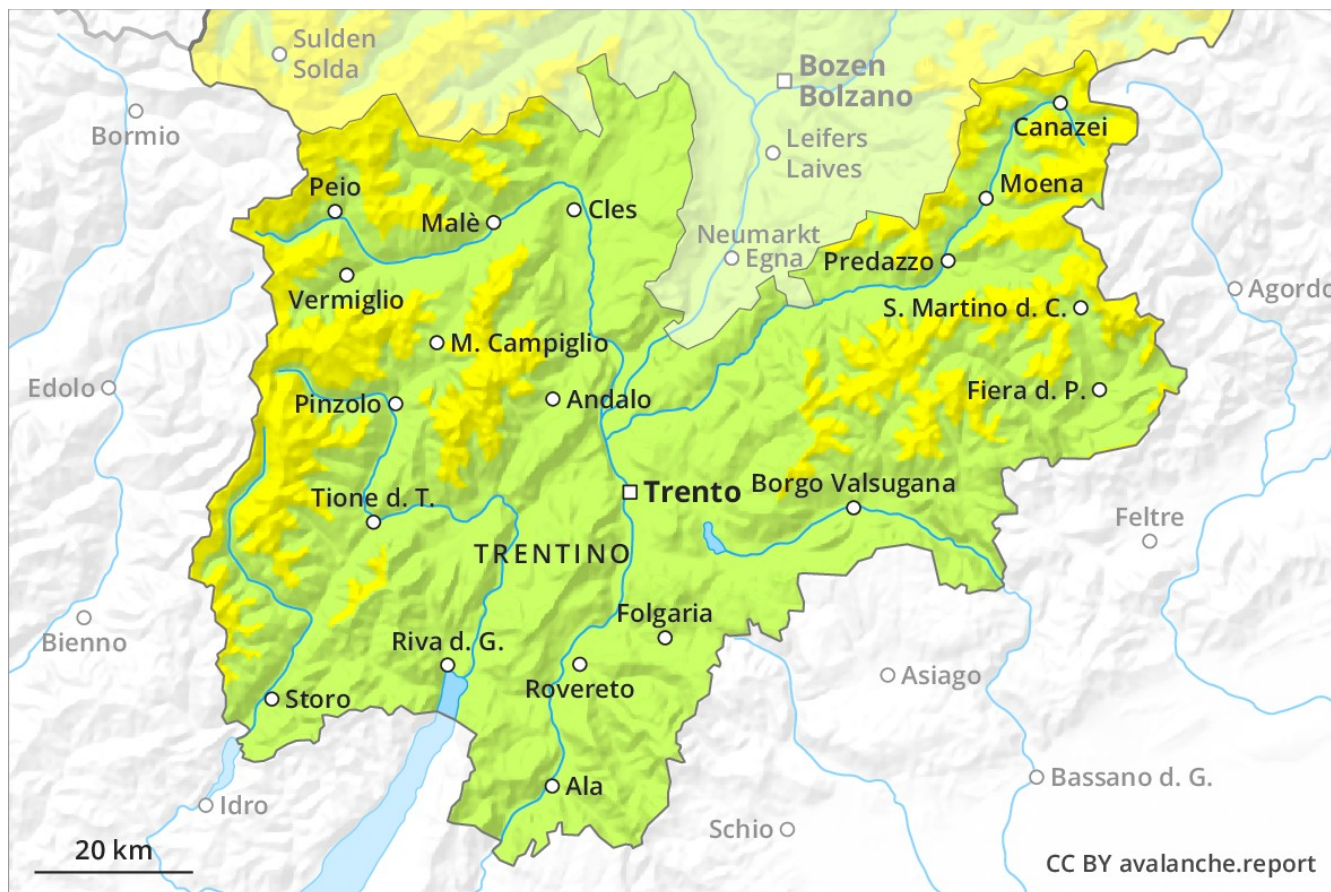 Sulden
Solda
Bozen
Bolzano
Bormio
Canazei
Leifers
Laives
Peio
Moena
Malè
Cles
Neumarkt
Egna
Predazzo
Vermiglio
Agordo
S. Martino d. C.
M. Campiglio
Edolo
Pinzolo
Andalo
Fiera d. P.
Trento
Borgo Valsugana
Tione d. T.
Feltre
TRENTINO
Folgaria
Bienno
Riva d. G.
Asiago
Rovereto
Storo
Bassano d. G.
Ala
Idro
Schio
20 km
CC BY avalanche.report